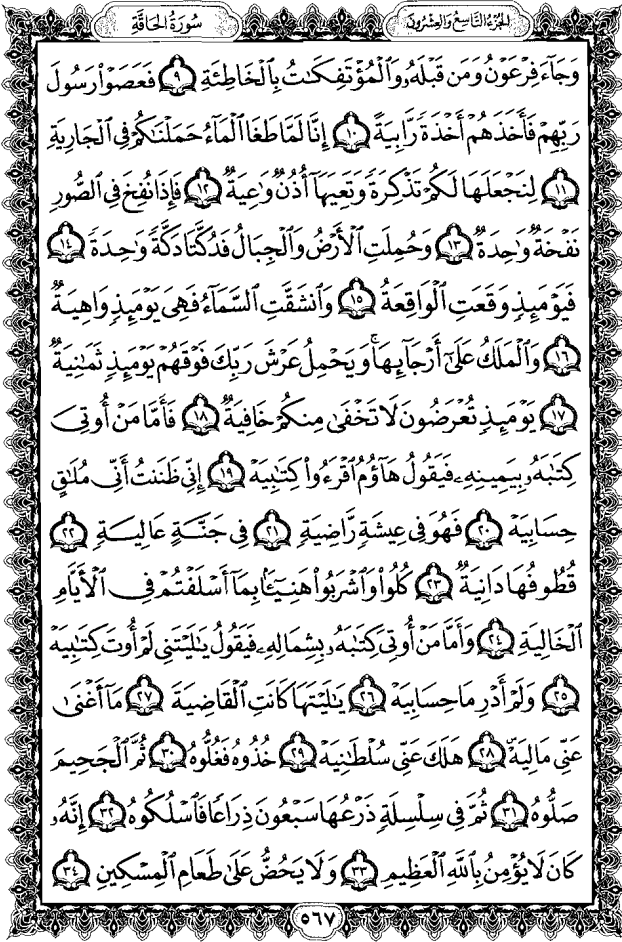 الجزء التاسع والعشرون
سورة الحاقة
وَجَآءَ فِرْعَوْنُ وَمَن قَبْلَهُۥ وَٱلْمُؤْتَفِكَٰتُ بِٱلْخَاطِئَةِ ٩ فَعَصَوْا۟ رَسُولَ
رَبِّهِمْ فَأَخَذَهُمْ أَخْذَةً رَّابِيَةً ١٠ إِنَّا لَمَّا طَغَا ٱلْمَآءُ حَمَلْنَٰكُمْ فِى ٱلْجَارِيَةِ
١١ لِنَجْعَلَهَا لَكُمْ تَذْكِرَةً وَتَعِيَهَآ أُذُنٌ وَٰعِيَةٌ ١٢ فَإِذَا نُفِخَ فِى ٱلصُّورِ
نَفْخَةٌ وَٰحِدَةٌ ١٣ وَحُمِلَتِ ٱلْأَرْضُ وَٱلْجِبَالُ فَدُكَّتَا دَكَّةً وَٰحِدَةً ١٤
فَيَوْمَئِذٍ وَقَعَتِ ٱلْوَاقِعَةُ ١٥ وَٱنشَقَّتِ ٱلسَّمَآءُ فَهِىَ يَوْمَئِذٍ وَاهِيَةٌ
١٦ وَٱلْمَلَكُ عَلَىٰٓ أَرْجَآئِهَا ۚ وَيَحْمِلُ عَرْشَ رَبِّكَ فَوْقَهُمْ يَوْمَئِذٍ ثَمَٰنِيَةٌ
١٧ يَوْمَئِذٍ تُعْرَضُونَ لَا تَخْفَىٰ مِنكُمْ خَافِيَةٌ ١٨ فَأَمَّا مَنْ أُوتِىَ
كِتَٰبَهُۥ بِيَمِينِهِۦ فَيَقُولُ هَآؤُمُ ٱقْرَءُوا۟ كِتَٰبِيَهْ ١٩ إِنِّى ظَنَنتُ أَنِّى مُلَٰقٍ
حِسَابِيَهْ ٢٠ فَهُوَ فِى عِيشَةٍ رَّاضِيَةٍ ٢١ فِى جَنَّةٍ عَالِيَةٍ ٢٢
قُطُوفُهَا دَانِيَةٌ ٢٣ كُلُوا۟ وَٱشْرَبُوا۟ هَنِيٓـًٔۢا بِمَآ أَسْلَفْتُمْ فِى ٱلْأَيَّامِ
ٱلْخَالِيَةِ ٢٤ وَأَمَّا مَنْ أُوتِىَ كِتَٰبَهُۥ بِشِمَالِهِۦ فَيَقُولُ يَٰلَيْتَنِى لَمْ أُوتَ كِتَٰبِيَهْ
٢٥ وَلَمْ أَدْرِ مَا حِسَابِيَهْ ٢٦ يَٰلَيْتَهَا كَانَتِ ٱلْقَاضِيَةَ ٢٧ مَآ أَغْنَىٰ
عَنِّى مَالِيَهْ ۜ ٢٨ هَلَكَ عَنِّى سُلْطَٰنِيَهْ ٢٩ خُذُوهُ فَغُلُّوهُ ٣٠ ثُمَّ ٱلْجَحِيمَ
صَلُّوهُ ٣١ ثُمَّ فِى سِلْسِلَةٍ ذَرْعُهَا سَبْعُونَ ذِرَاعًا فَٱسْلُكُوهُ ٣٢ إِنَّهُۥ
كَانَ لَا يُؤْمِنُ بِٱللَّهِ ٱلْعَظِيمِ ٣٣ وَلَا يَحُضُّ عَلَىٰ طَعَامِ ٱلْمِسْكِينِ ٣٤
٥٦٧